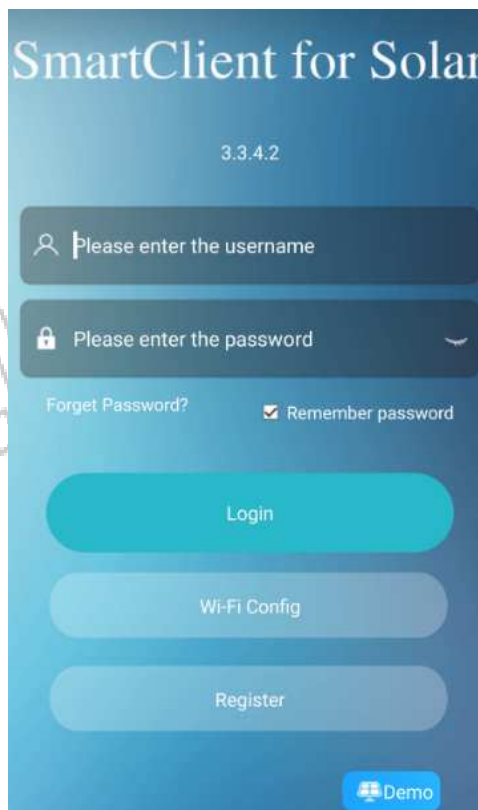 SmartClient for Solar
3.3.4.2
Please enter the username
Please enter the password
Forget Password? Remember password
Login
Wi-Fi Config
Register
Demo